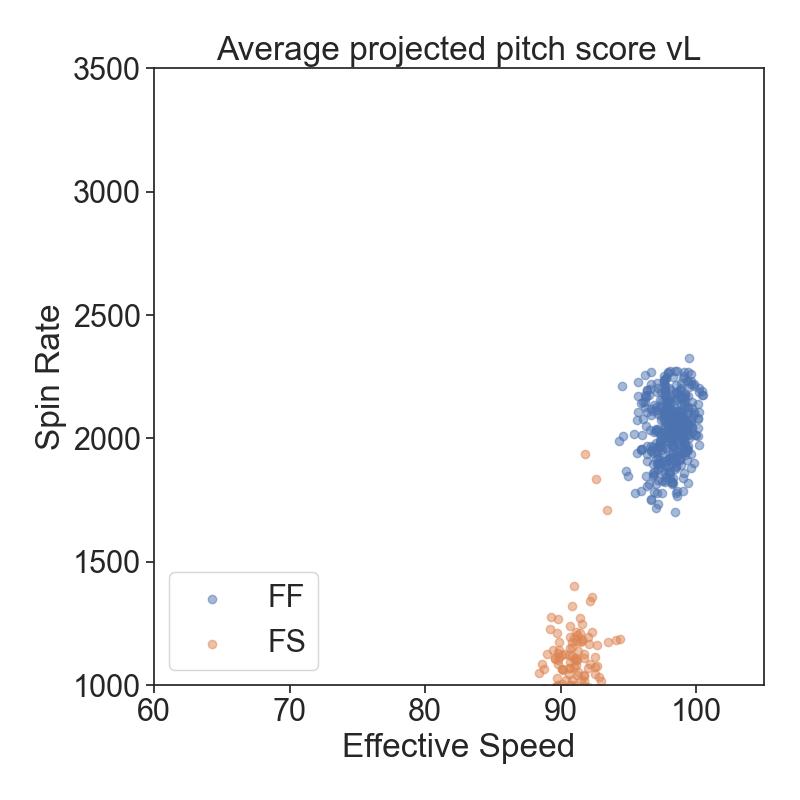 Average projected pitch score vL
3500
3000
2500
2000
1500
1000
Spin Rate
FF
FS
60 70 80 90 100
Effective Speed